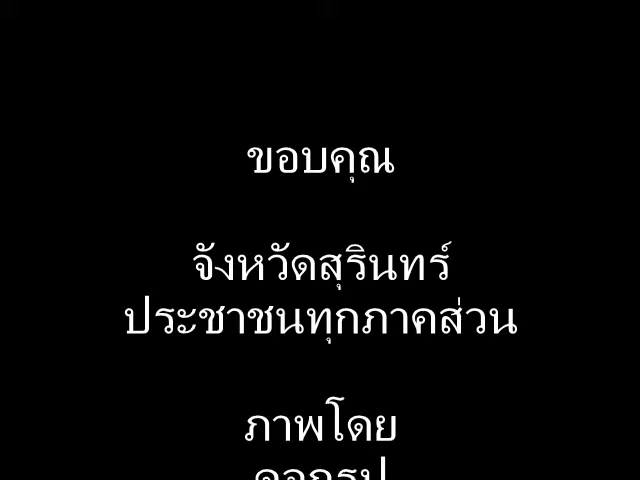 ขอบคุณ
จังหวัดสุรินทร์
ประชาชนทุกภาคส่วน
ภาพโดย